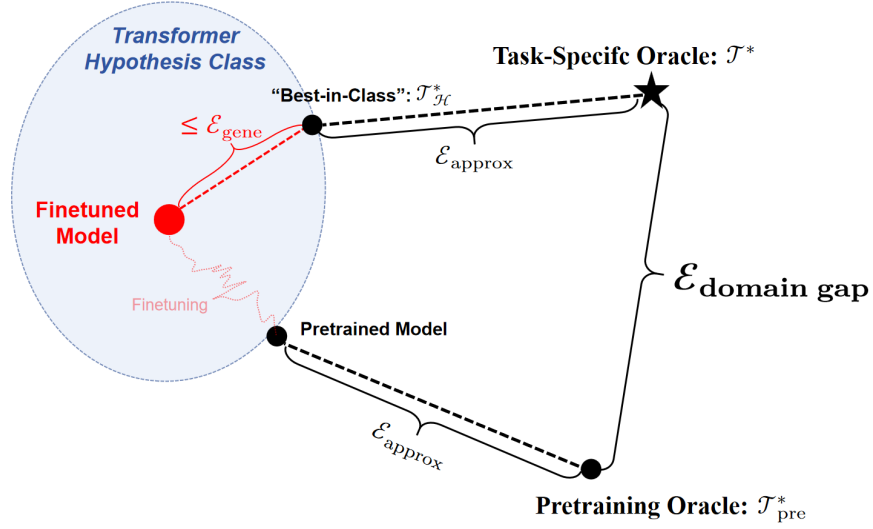 Transformer
Hypothesis Class
Task-Specifc Oracle: 𝒯*
“Best-in-Class”: 𝒯*_ℋ
≤ ℰ_gene
ℰ_approx
Finetuned
Model
ℰ_domain gap
Finetuning
Pretrained Model
ℰ_approx
Pretraining Oracle: 𝒯*_pre